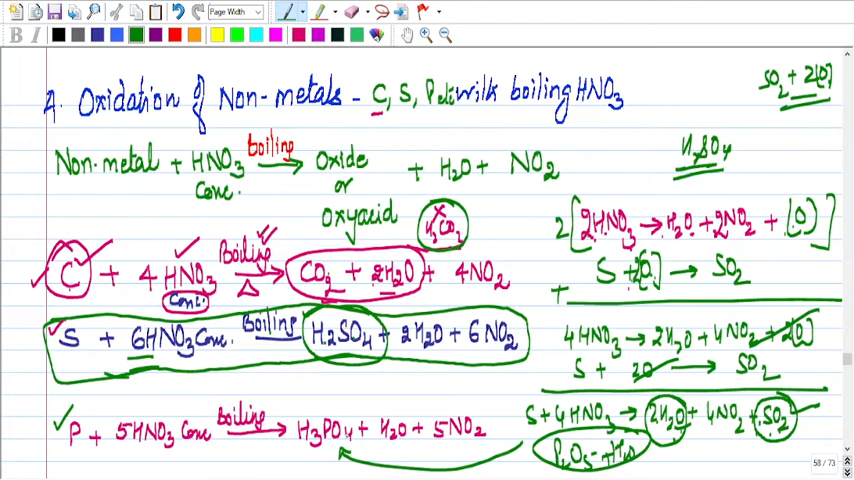 Page Width
B I
A. Oxidation of Non-metals - C, S, P etc with boiling HNO3
SO2 + 2[O]
H2SO4
Non-metal + HNO3 Conc. boiling → Oxide or Oxyacid + H2O + NO2
H2CO3
2[2HNO3 → H2O + 2NO2 + [O]]
C + 4HNO3 Conc. Boiling Δ → CO2 + 2H2O + 4NO2
S + 2[O] → SO2
+
S + 6HNO3 Conc. Boiling → H2SO4 + 2H2O + 6NO2
4HNO3 → 2H2O + 4NO2 + 2[O]
S + 2O → SO2
P + 5HNO3 Conc Boiling → H3PO4 + H2O + 5NO2
S + 4HNO3 → 2H2O + 4NO2 + SO2
P2O5 + H2O
58 / 73